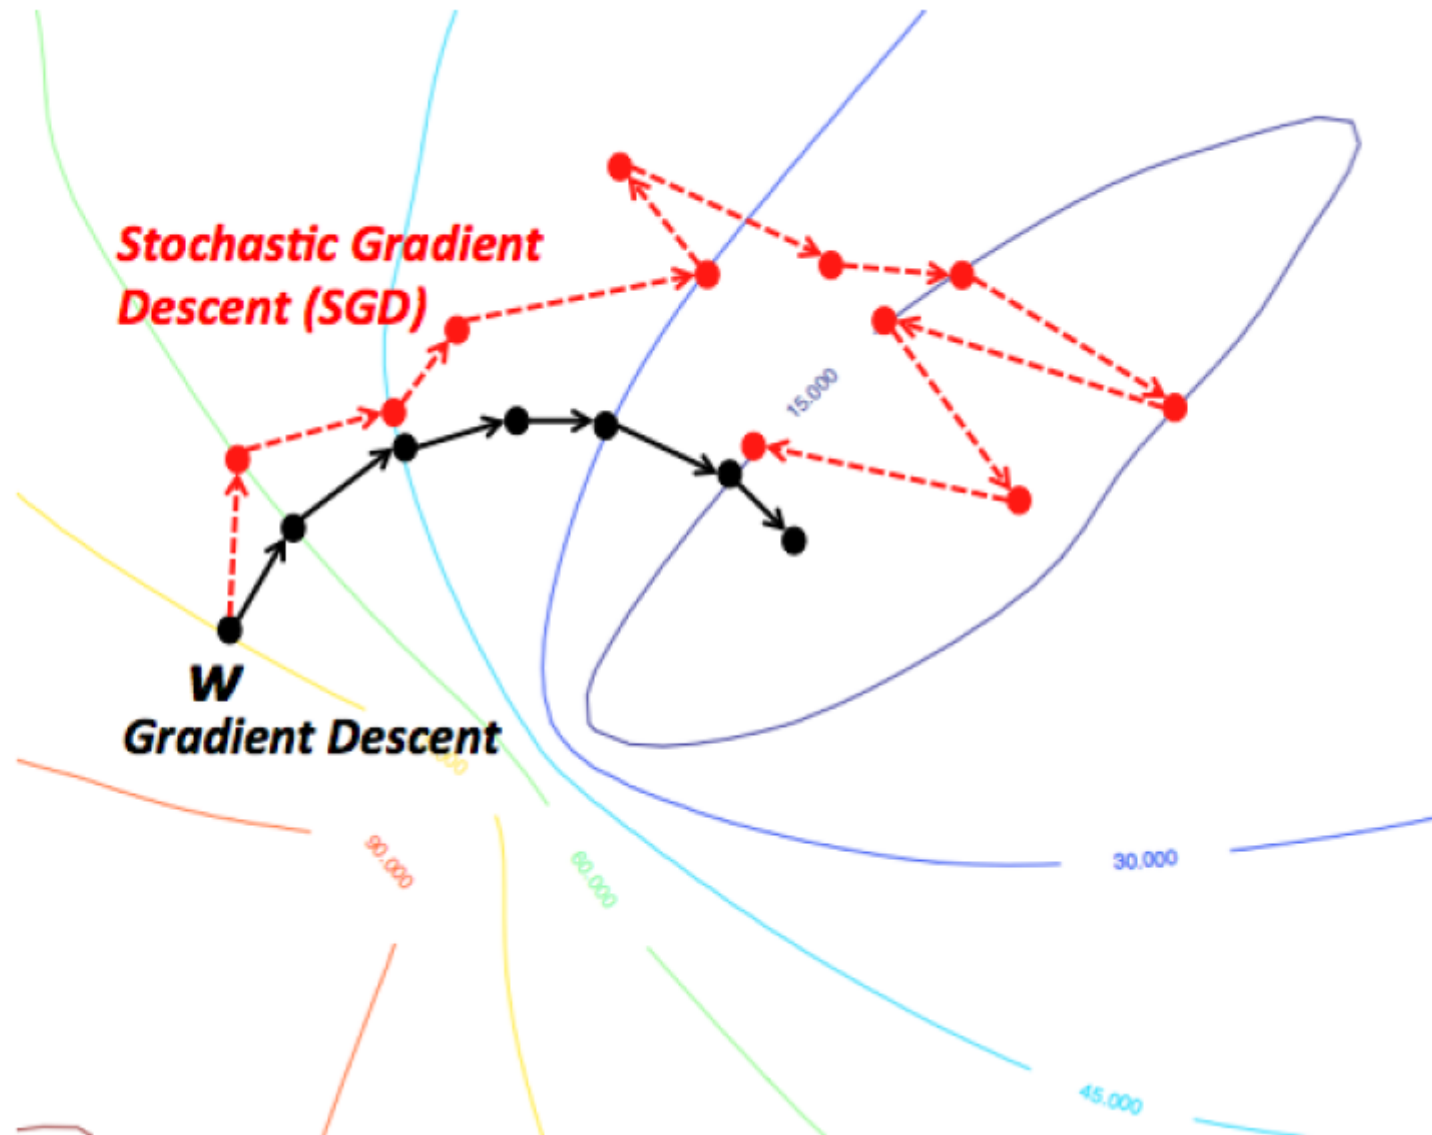 Stochastic Gradient
Descent (SGD)
15.000
W
Gradient Descent
90.000
60.000
30.000
45.000